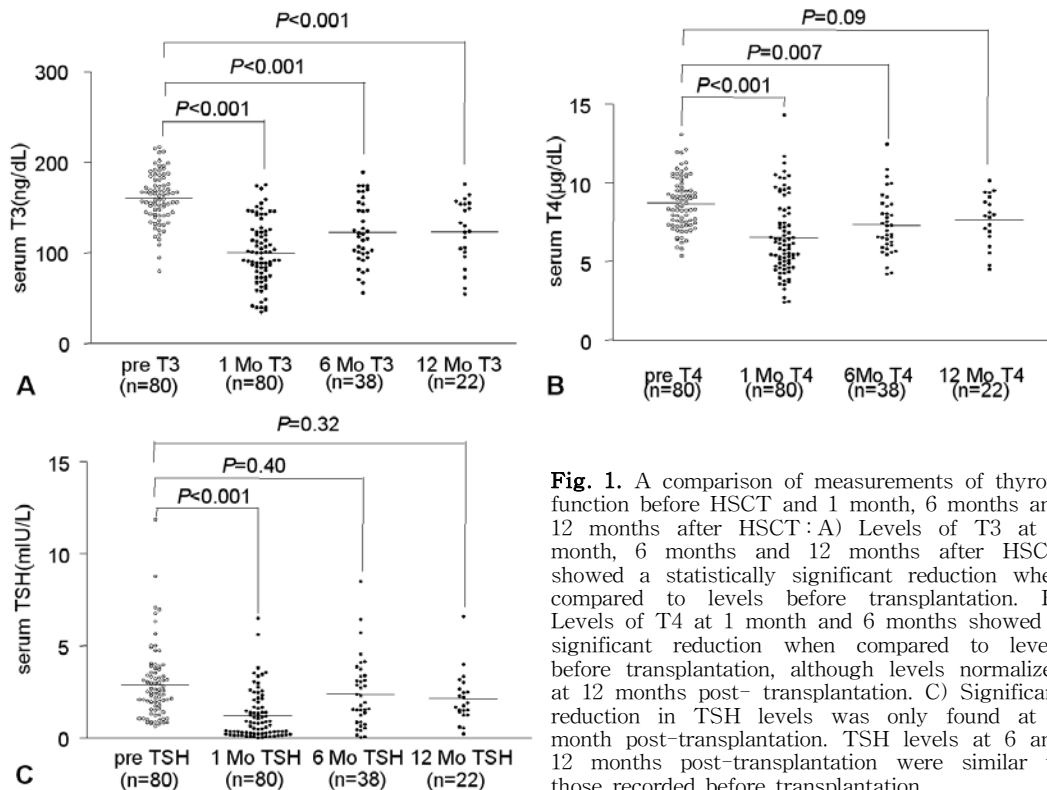 P<0.001
P<0.001
P<0.001
300
200
100
0
serum T3(ng/dL)
pre T3 (n=80)
1 Mo T3 (n=80)
6 Mo T3 (n=38)
12 Mo T3 (n=22)
A
P=0.09
P=0.007
P<0.001
15
10
5
0
serum T4(µg/dL)
pre T4 (n=80)
1 Mo T4 (n=80)
6Mo T4 (n=38)
12 Mo T4 (n=22)
B
P=0.32
P=0.40
P<0.001
15
10
5
0
serum TSH(mIU/L)
pre TSH (n=80)
1 Mo TSH (n=80)
6 Mo TSH (n=38)
12 Mo TSH (n=22)
C
Fig. 1. A comparison of measurements of thyro
function before HSCT and 1 month, 6 months an
12 months after HSCT : A) Levels of T3 at
month, 6 months and 12 months after HSC
showed a statistically significant reduction whe
compared to levels before transplantation.
Levels of T4 at 1 month and 6 months showed
significant reduction when compared to leve
before transplantation, although levels normalize
at 12 months post- transplantation. C) Significan
reduction in TSH levels was only found at
month post-transplantation. TSH levels at 6 an
12 months post-transplantation were similar
those recorded before transplantation.